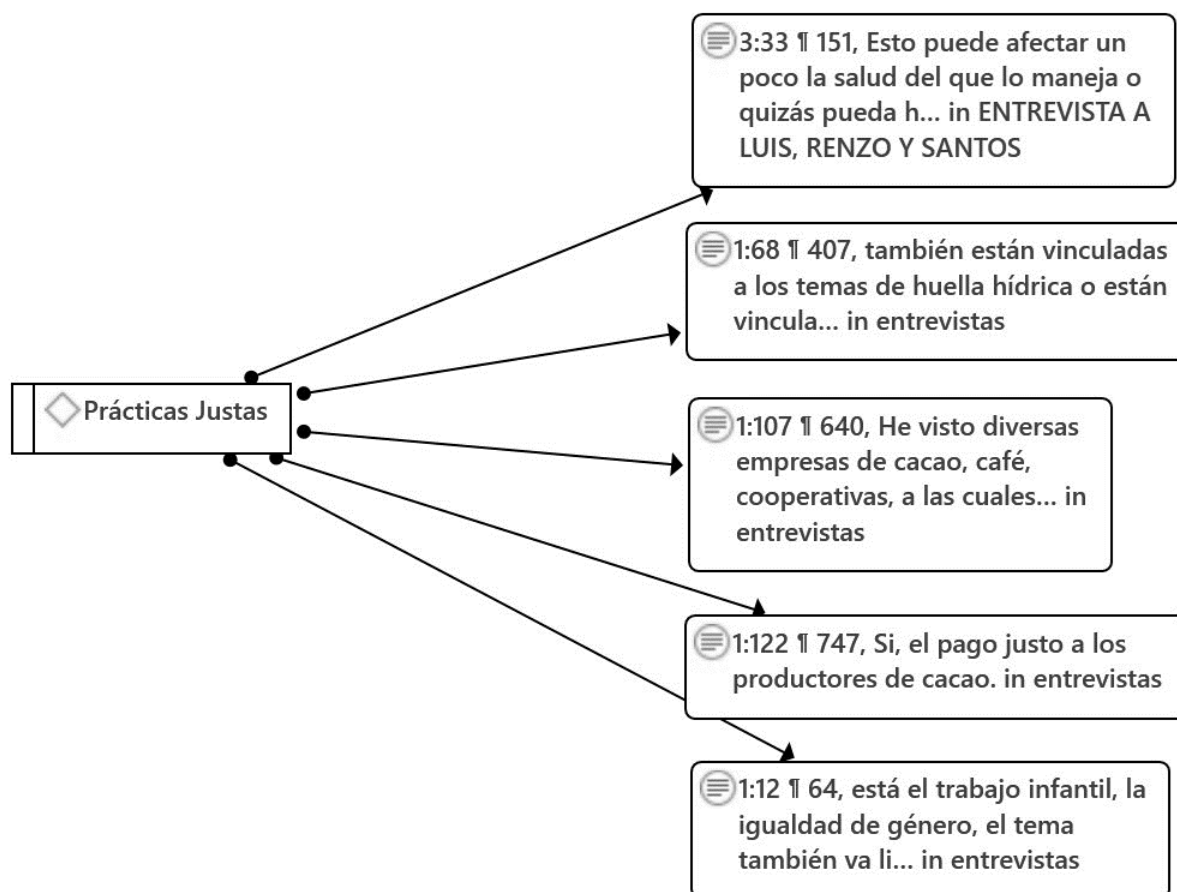 3:33 ¶ 151, Esto puede afectar un
poco la salud del que lo maneja o
quizás pueda h... in ENTREVISTA A
LUIS, RENZO Y SANTOS
1:68 ¶ 407, también están vinculadas
a los temas de huella hídrica o están
vincula... in entrevistas
Prácticas Justas
1:107 ¶ 640, He visto diversas
empresas de cacao, café,
cooperativas, a las cuales... in
entrevistas
1:122 ¶ 747, Si, el pago justo a los
productores de cacao. in entrevistas
1:12 ¶ 64, está el trabajo infantil, la
igualdad de género, el tema
también va li... in entrevistas